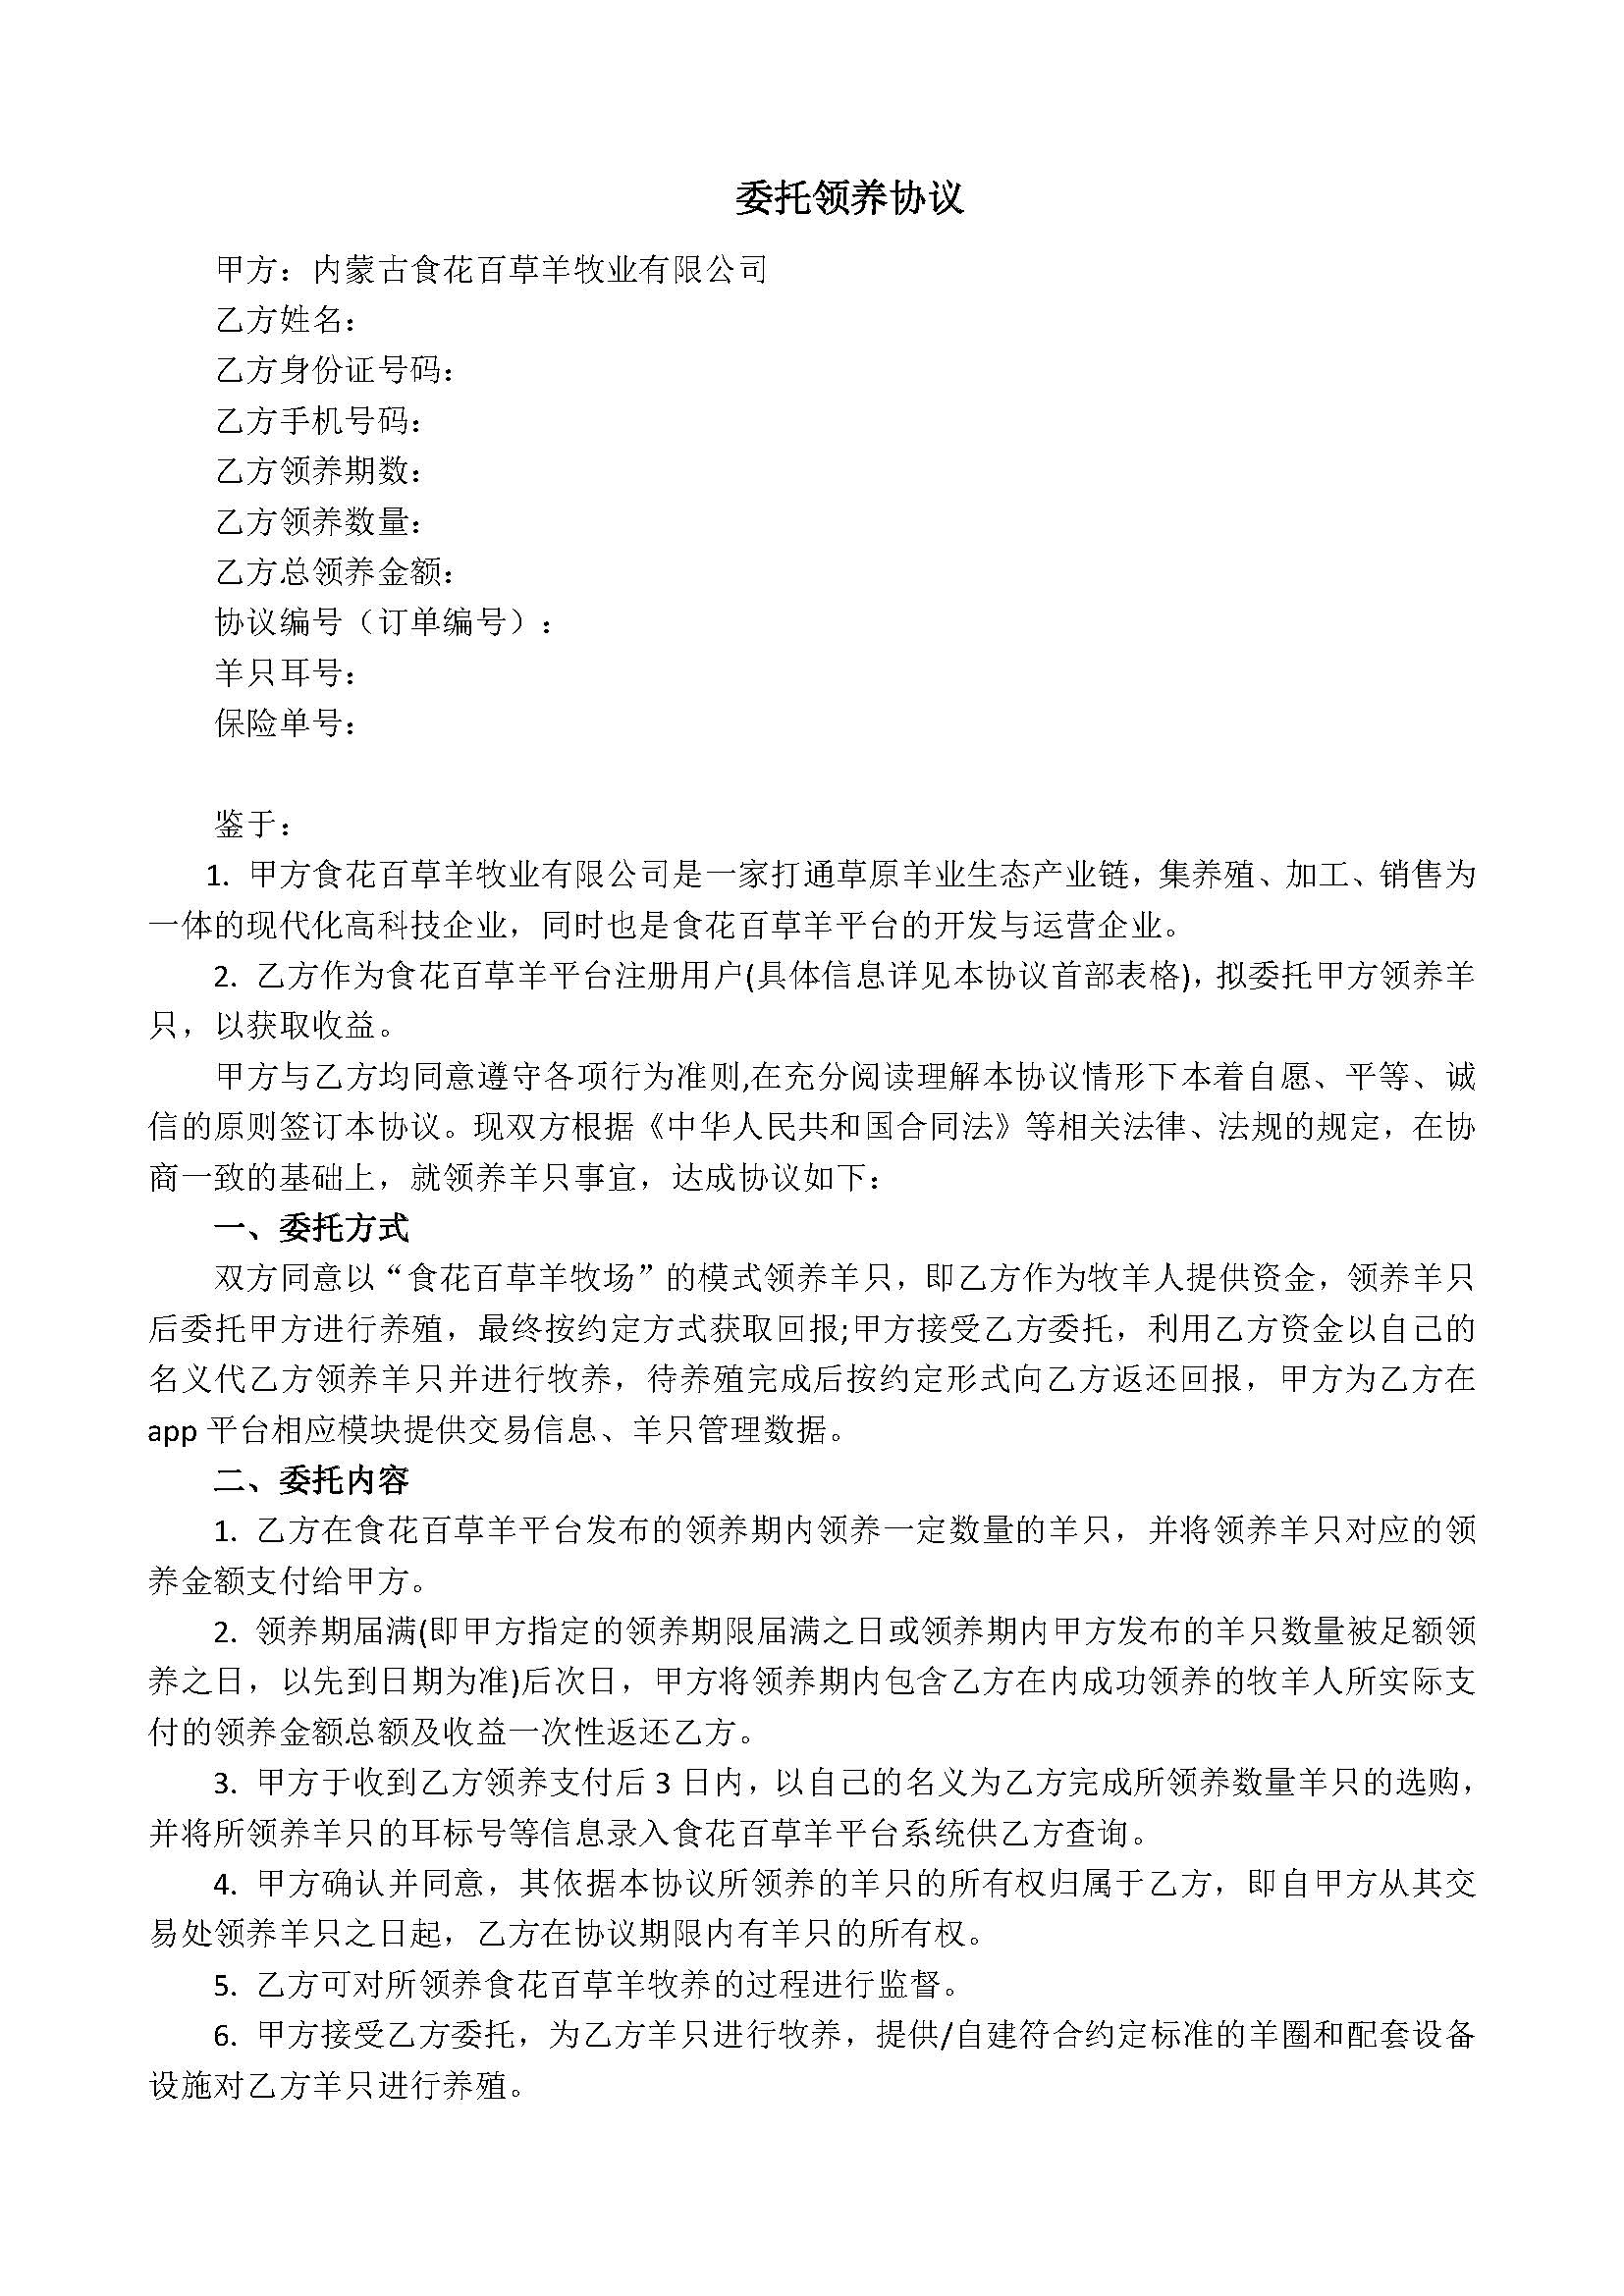 委托领养协议
甲方：内蒙古食花百草羊牧业有限公司
乙方姓名：
乙方身份证号码：
乙方手机号码：
乙方领养期数：
乙方领养数量：
乙方总领养金额：
协议编号（订单编号）：
羊只耳号：
保险单号：
鉴于：
1. 甲方食花百草羊牧业有限公司是一家打通草原羊业生态产业链，集养殖、加工、销售为
一体的现代化高科技企业，同时也是食花百草羊平台的开发与运营企业。
2. 乙方作为食花百草羊平台注册用户(具体信息详见本协议首部表格)，拟委托甲方领养羊
只，以获取收益。
甲方与乙方均同意遵守各项行为准则,在充分阅读理解本协议情形下本着自愿、平等、诚
信的原则签订本协议。现双方根据《中华人民共和国合同法》等相关法律、法规的规定，在协
商一致的基础上，就领养羊只事宜，达成协议如下：
一、委托方式
双方同意以“食花百草羊牧场”的模式领养羊只，即乙方作为牧羊人提供资金，领养羊只
后委托甲方进行养殖，最终按约定方式获取回报;甲方接受乙方委托，利用乙方资金以自己的
名义代乙方领养羊只并进行牧养，待养殖完成后按约定形式向乙方返还回报，甲方为乙方在
app 平台相应模块提供交易信息、羊只管理数据。
二、委托内容
1. 乙方在食花百草羊平台发布的领养期内领养一定数量的羊只，并将领养羊只对应的领
养金额支付给甲方。
2. 领养期届满(即甲方指定的领养期限届满之日或领养期内甲方发布的羊只数量被足额领
养之日，以先到日期为准)后次日，甲方将领养期内包含乙方在内成功领养的牧羊人所实际支
付的领养金额总额及收益一次性返还乙方。
3. 甲方于收到乙方领养支付后 3 日内，以自己的名义为乙方完成所领养数量羊只的选购，
并将所领养羊只的耳标号等信息录入食花百草羊平台系统供乙方查询。
4. 甲方确认并同意，其依据本协议所领养的羊只的所有权归属于乙方，即自甲方从其交
易处领养羊只之日起，乙方在协议期限内有羊只的所有权。
5. 乙方可对所领养食花百草羊牧养的过程进行监督。
6. 甲方接受乙方委托，为乙方羊只进行牧养，提供/自建符合约定标准的羊圈和配套设备
设施对乙方羊只进行养殖。